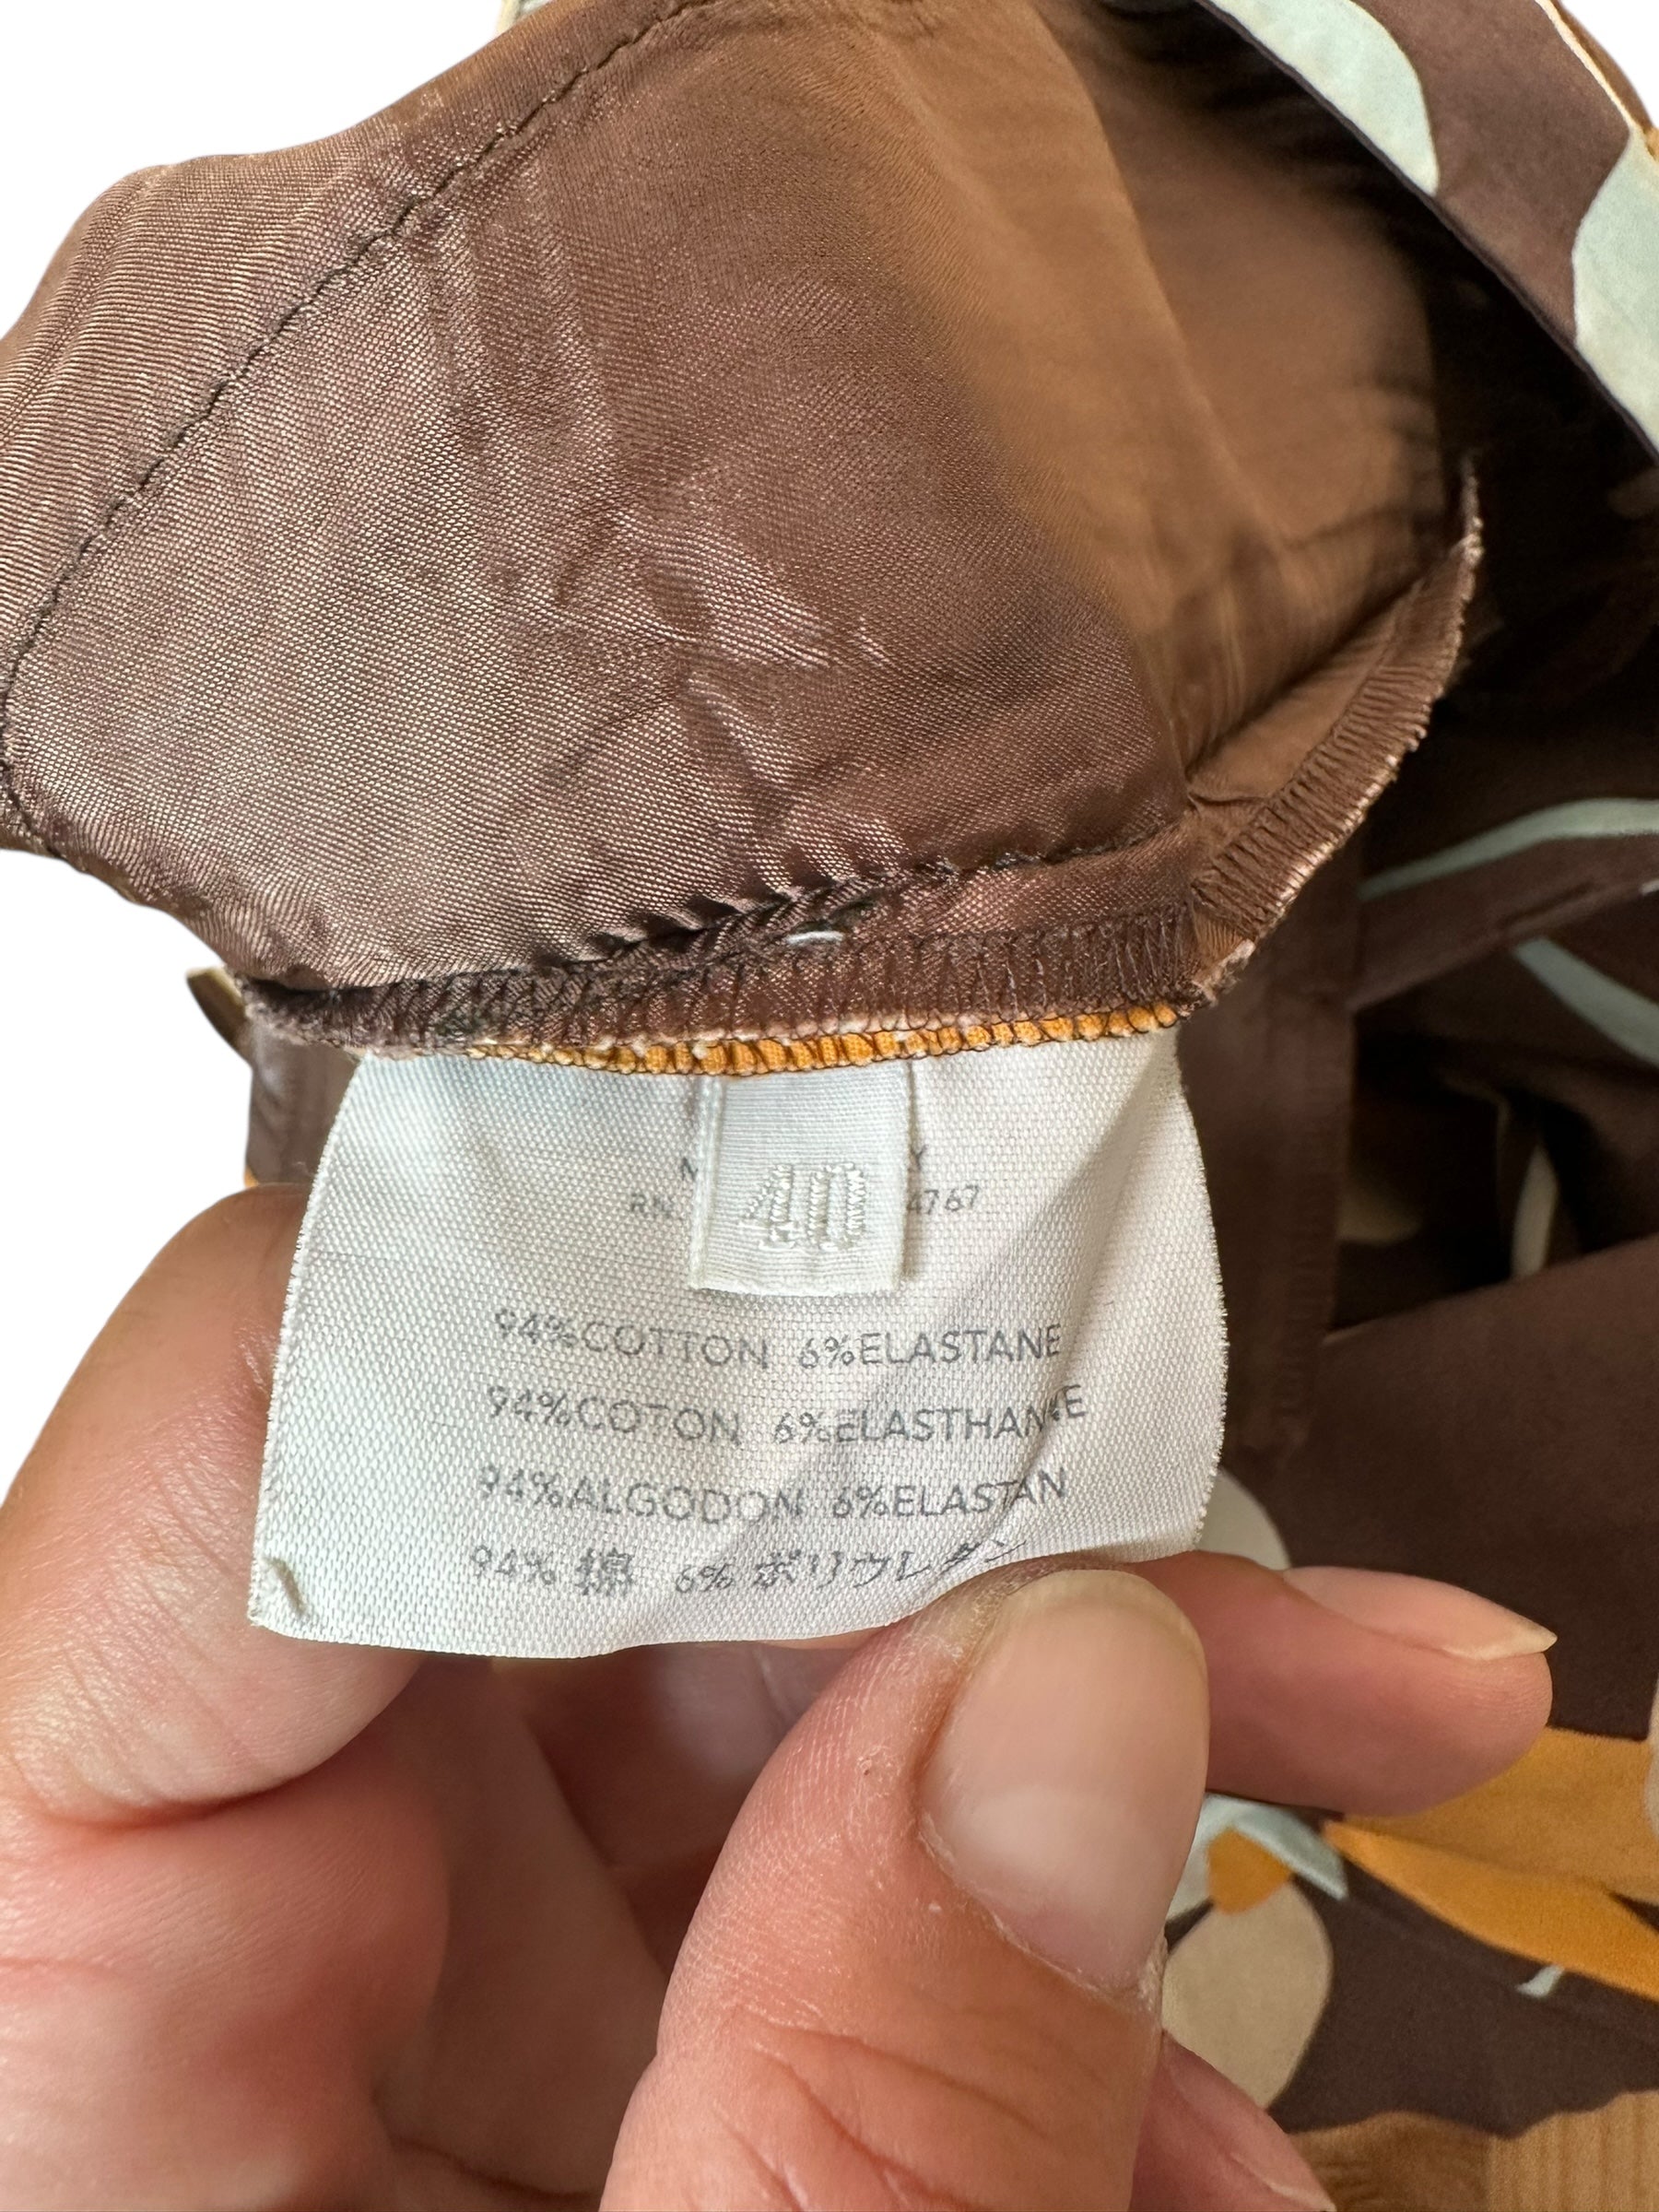 40
4767
94%COTTON 6%ELASTANE
94%COTON 6%ELASTHANNE
94%ALGODON 6%ELASTAN
94% 綿 6% ポリウレタン